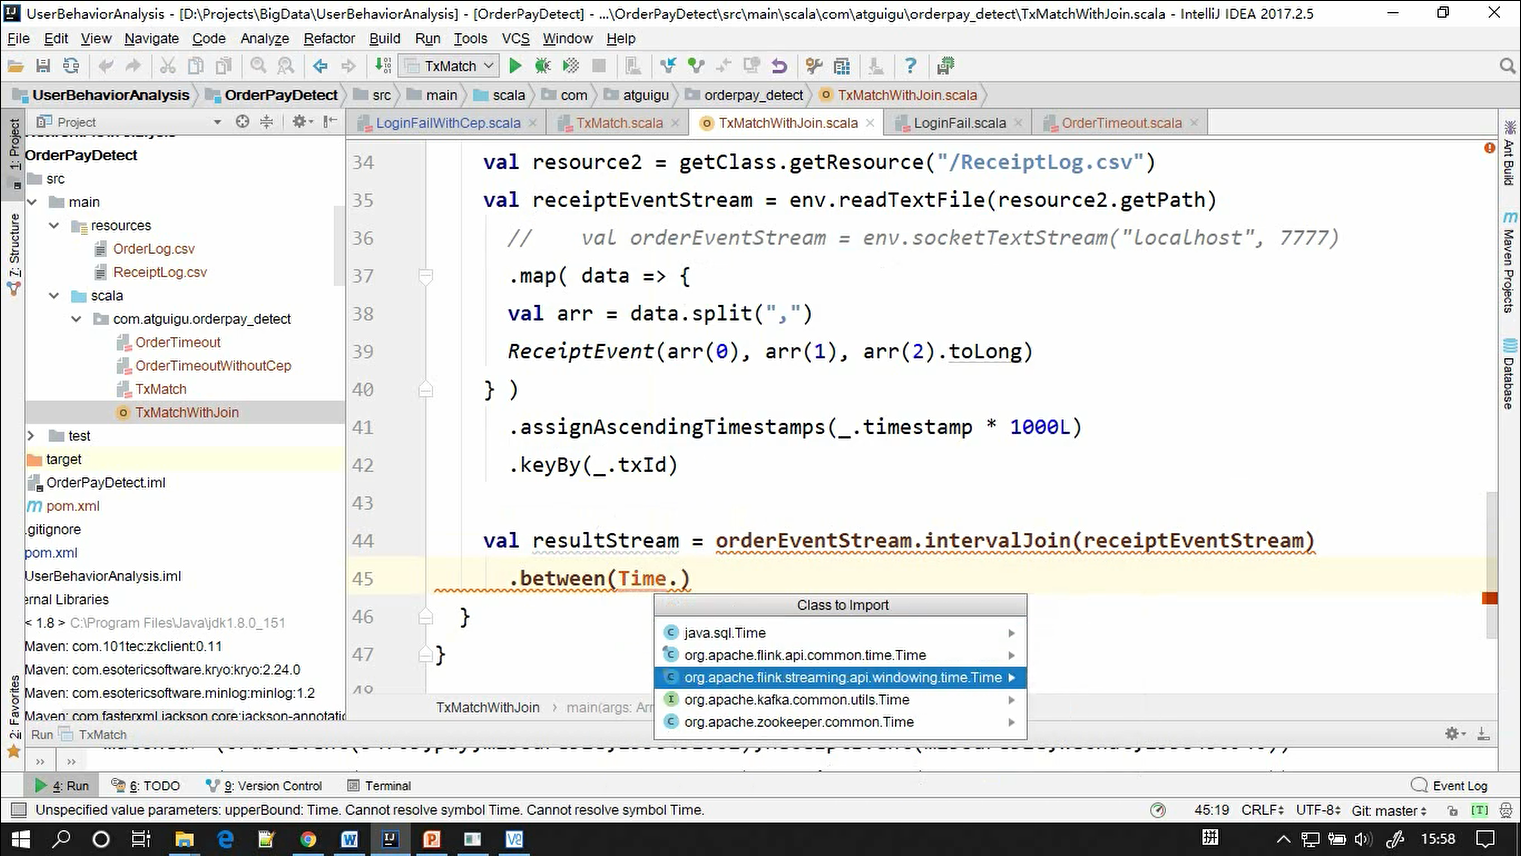 UserBehaviorAnalysis - [D:\Projects\BigData\UserBehaviorAnalysis] - [OrderPayDetect] - ...\OrderPayDetect\src\main\scala\com\atguigu\orderpay_detect\TxMatchWithJoin.scala - IntelliJ IDEA 2017.2.5
File Edit View Navigate Code Analyze Refactor Build Run Tools VCS Window Help
TxMatch
UserBehaviorAnalysis OrderPayDetect src main scala com atguigu orderpay_detect TxMatchWithJoin.scala
Project
LoginFailWithCep.scala TxMatch.scala TxMatchWithJoin.scala LoginFail.scala OrderTimeout.scala
1: Project
7: Structure
2: Favorites
OrderPayDetect
src
main
resources
OrderLog.csv
ReceiptLog.csv
scala
com.atguigu.orderpay_detect
OrderTimeout
OrderTimeoutWithoutCep
TxMatch
TxMatchWithJoin
test
target
OrderPayDetect.iml
pom.xml
.gitignore
pom.xml
UserBehaviorAnalysis.iml
ernal Libraries
< 1.8 > C:\Program Files\Java\jdk1.8.0_151
Maven: com.101tec:zkclient:0.11
Maven: com.esotericsoftware.kryo:kryo:2.24.0
Maven: com.esotericsoftware.minlog:minlog:1.2
Maven: com.fasterxml.jackson.core:jackson-annotatio
34 val resource2 = getClass.getResource("/ReceiptLog.csv")
35 val receiptEventStream = env.readTextFile(resource2.getPath)
36 // val orderEventStream = env.socketTextStream("localhost", 7777)
37 .map( data => {
38 val arr = data.split(",")
39 ReceiptEvent(arr(0), arr(1), arr(2).toLong)
40 } )
41 .assignAscendingTimestamps(_.timestamp * 1000L)
42 .keyBy(_.txId)
43
44 val resultStream = orderEventStream.intervalJoin(receiptEventStream)
45 .between(Time.)
46 }
47 }
48
Class to Import
java.sql.Time
org.apache.flink.api.common.time.Time
org.apache.flink.streaming.api.windowing.time.Time
org.apache.kafka.common.utils.Time
org.apache.zookeeper.common.Time
TxMatchWithJoin main(args: Arr
Ant Build
Maven Projects
Database
Run TxMatch
4: Run 6: TODO 9: Version Control Terminal Event Log
Unspecified value parameters: upperBound: Time. Cannot resolve symbol Time. Cannot resolve symbol Time.
45:19 CRLF UTF-8 Git: master [T]
拼 15:58